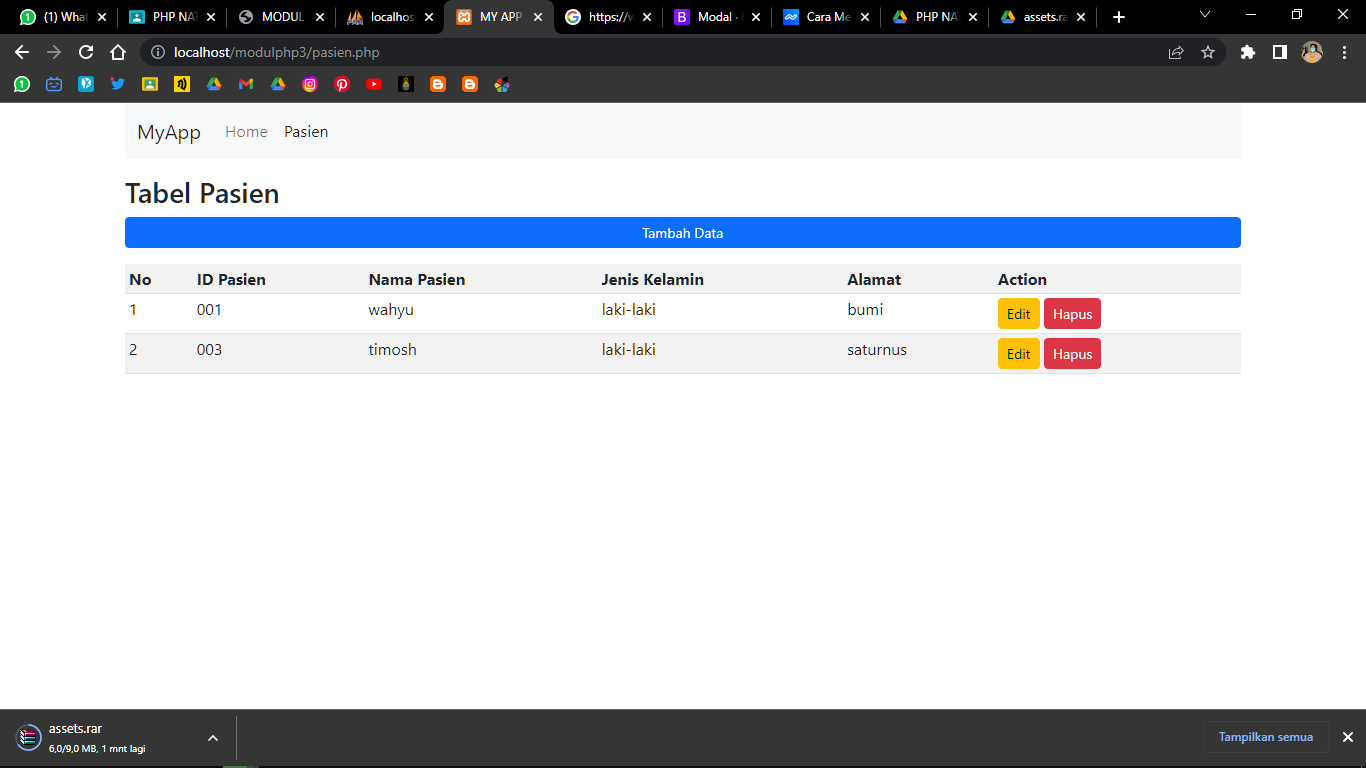 (1) What PHP NAT MODUL localhos MY APP https://v Modal - Cara Me PHP NAT assets.ra
localhost/modulphp3/pasien.php
MyApp Home Pasien
Tabel Pasien
Tambah Data
No ID Pasien Nama Pasien Jenis Kelamin Alamat Action
1 001 wahyu laki-laki bumi Edit Hapus
2 003 timosh laki-laki saturnus Edit Hapus
assets.rar
6,0/9,0 MB, 1 mnt lagi
Tampilkan semua